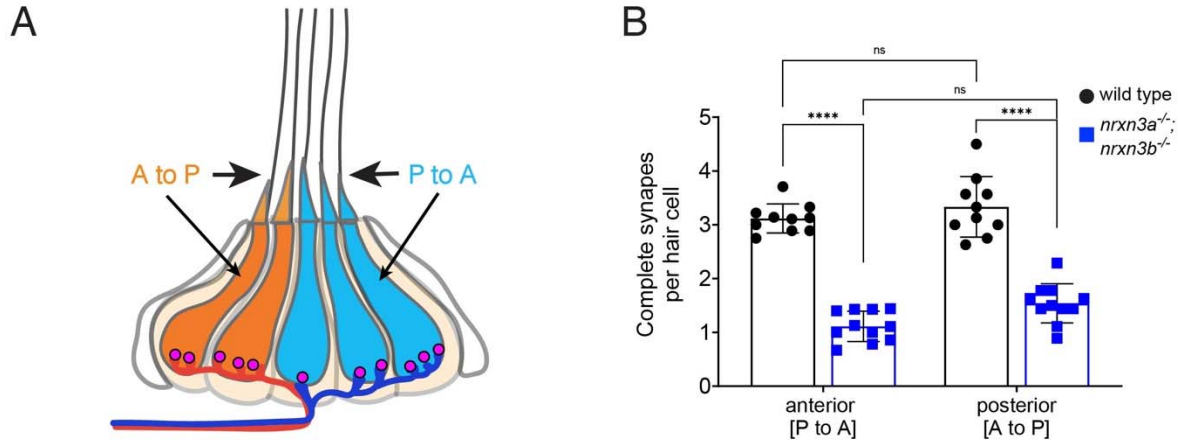 A
A to P
P to A
B
ns
ns
****
****
wild type
nrxn3a-/-;
nrxn3b-/-
Complete synapses
per hair cell
5
4
3
2
1
0
anterior
[P to A]
posterior
[A to P]